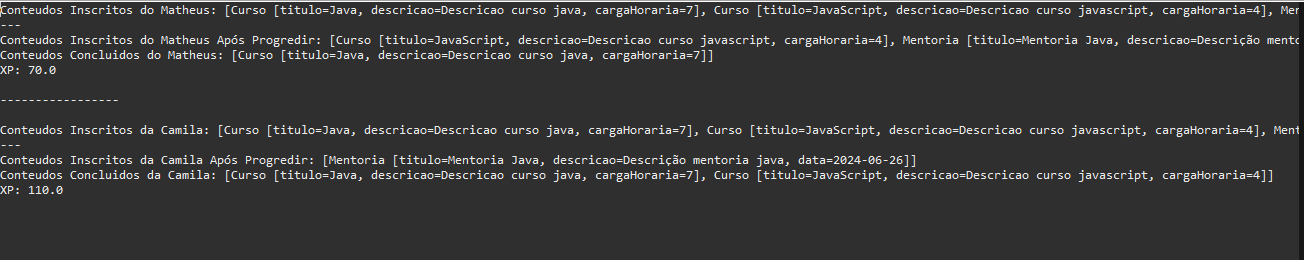 Conteudos Inscritos do Matheus: [Curso [titulo=Java, descricao=Descricao curso java, cargaHoraria=7], Curso [titulo=JavaScript, descricao=Descricao curso javascript, cargaHoraria=4], Men
---
Conteudos Inscritos do Matheus Após Progredir: [Curso [titulo=JavaScript, descricao=Descricao curso javascript, cargaHoraria=4], Mentoria [titulo=Mentoria Java, descricao=Descrição mento
Conteudos Concluidos do Matheus: [Curso [titulo=Java, descricao=Descricao curso java, cargaHoraria=7]]
XP: 70.0
-----------------
Conteudos Inscritos da Camila: [Curso [titulo=Java, descricao=Descricao curso java, cargaHoraria=7], Curso [titulo=JavaScript, descricao=Descricao curso javascript, cargaHoraria=4], Ment
---
Conteudos Inscritos da Camila Após Progredir: [Mentoria [titulo=Mentoria Java, descricao=Descrição mentoria java, data=2024-06-26]]
Conteudos Concluidos da Camila: [Curso [titulo=Java, descricao=Descricao curso java, cargaHoraria=7], Curso [titulo=JavaScript, descricao=Descricao curso javascript, cargaHoraria=4]]
XP: 110.0